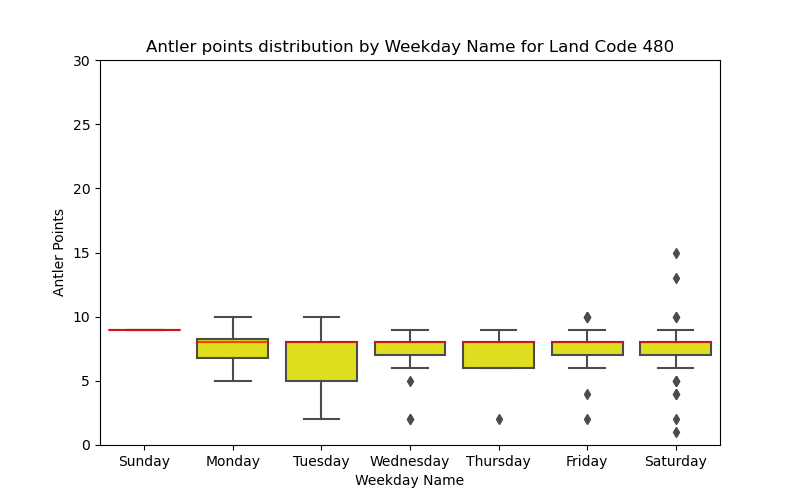 Antler points distribution by Weekday Name for Land Code 480
30
25
20
15
10
5
0
Antler Points
Sunday Monday Tuesday Wednesday Thursday Friday Saturday
Weekday Name